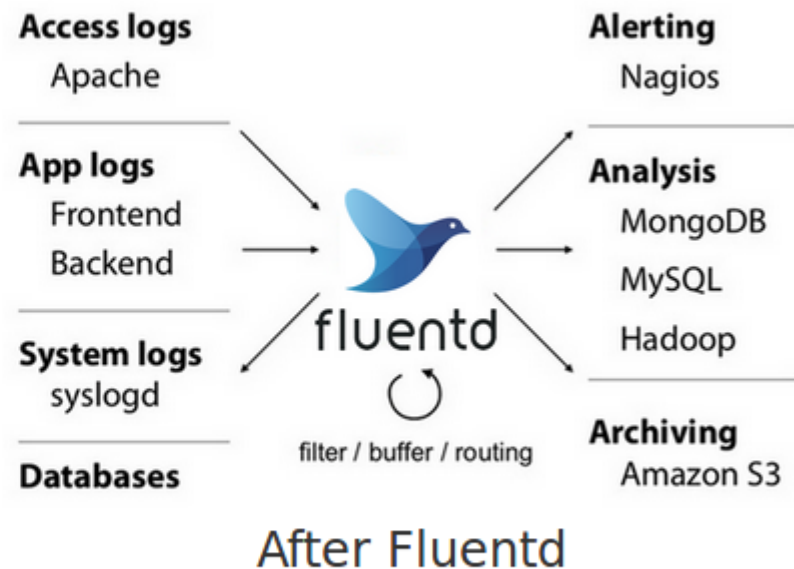 Access logs
Apache
App logs
Frontend
Backend
System logs
syslogd
Databases
fluentd
filter / buffer / routing
Alerting
Nagios
Analysis
MongoDB
MySQL
Hadoop
Archiving
Amazon S3
After Fluentd